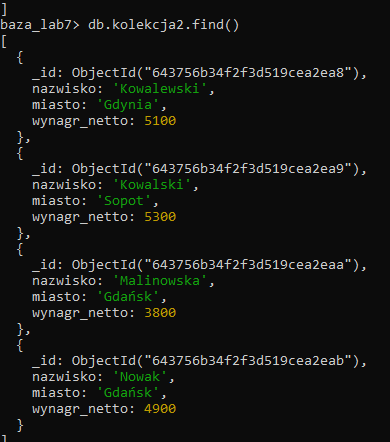 ]
baza_lab7> db.kolekcja2.find()
[
  {
    _id: ObjectId("643756b34f2f3d519cea2ea8"),
    nazwisko: 'Kowalewski',
    miasto: 'Gdynia',
    wynagr_netto: 5100
  },
  {
    _id: ObjectId("643756b34f2f3d519cea2ea9"),
    nazwisko: 'Kowalski',
    miasto: 'Sopot',
    wynagr_netto: 5300
  },
  {
    _id: ObjectId("643756b34f2f3d519cea2eaa"),
    nazwisko: 'Malinowska',
    miasto: 'Gdańsk',
    wynagr_netto: 3800
  },
  {
    _id: ObjectId("643756b34f2f3d519cea2eab"),
    nazwisko: 'Nowak',
    miasto: 'Gdańsk',
    wynagr_netto: 4900
  }
]